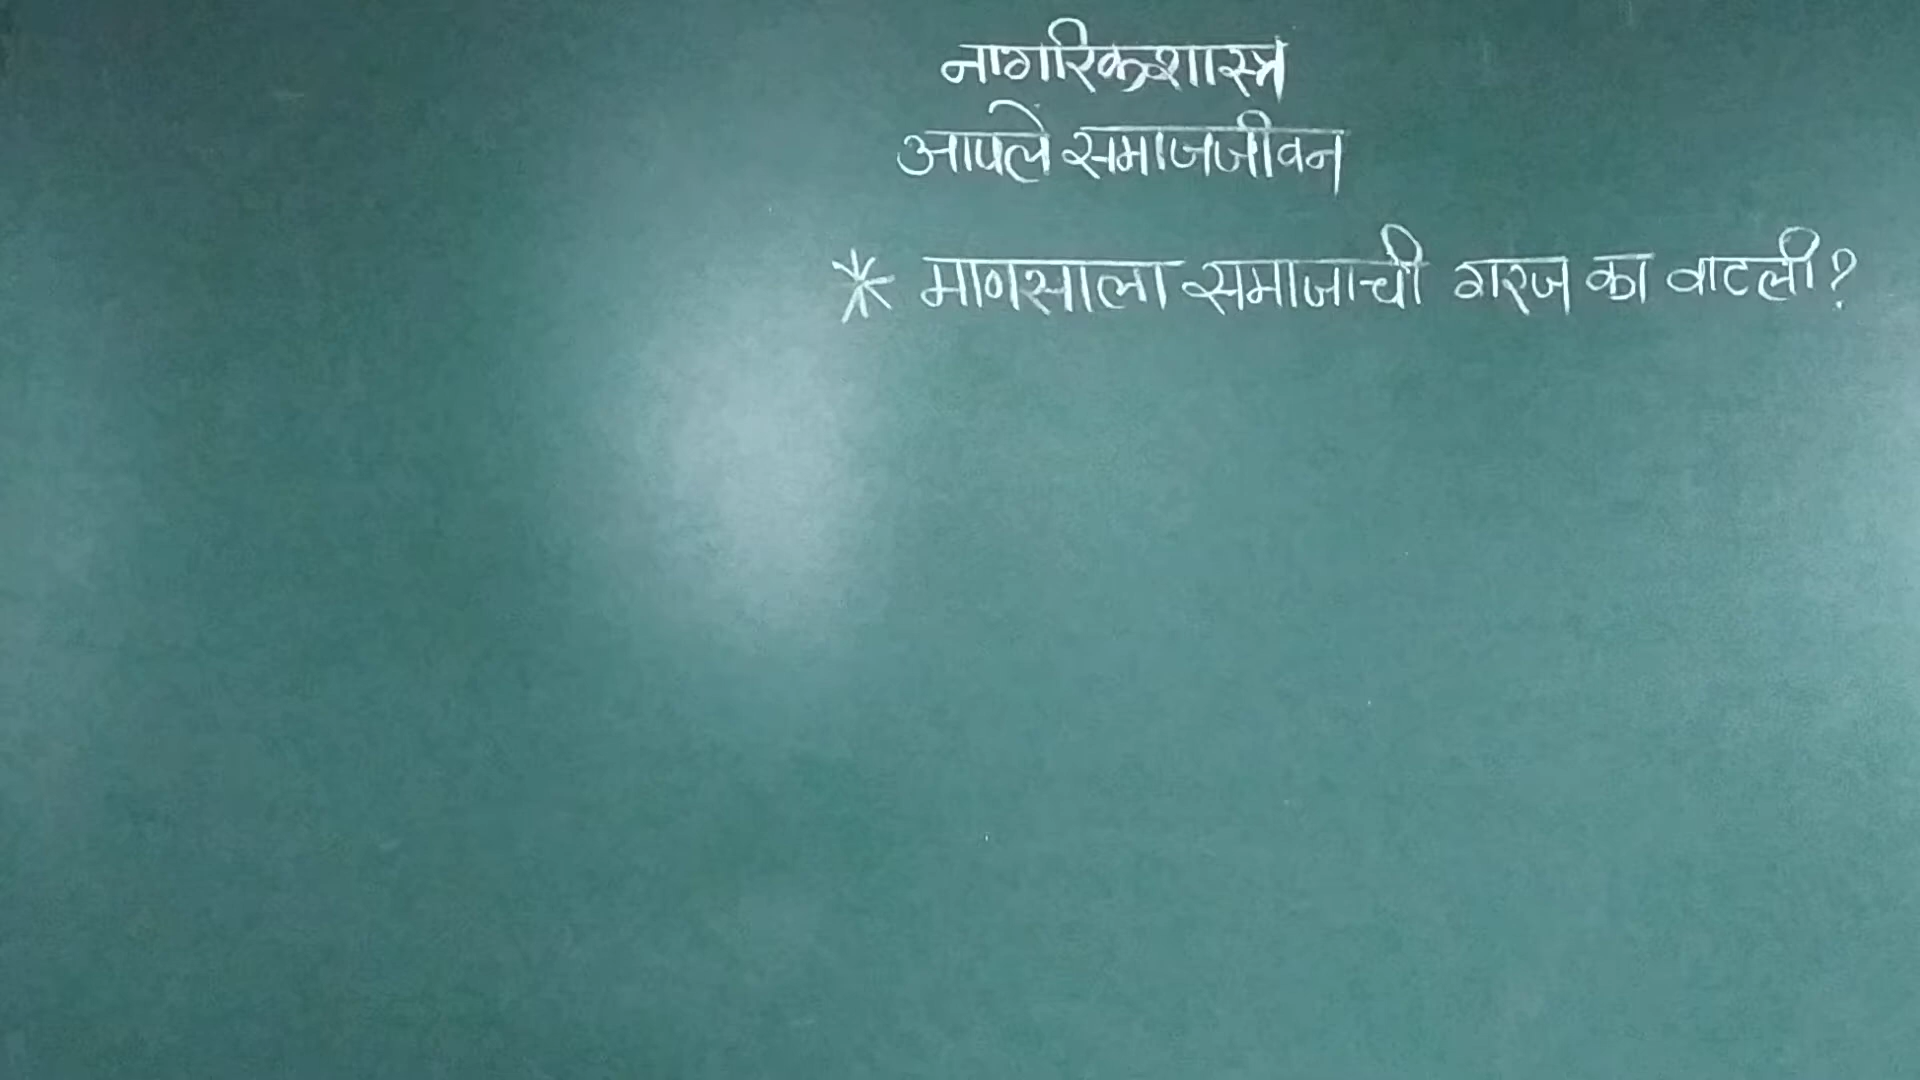 नागरिकशास्त्र
आपले समाजजीवन
* माणसाला समाजाची गरज का वाटली?